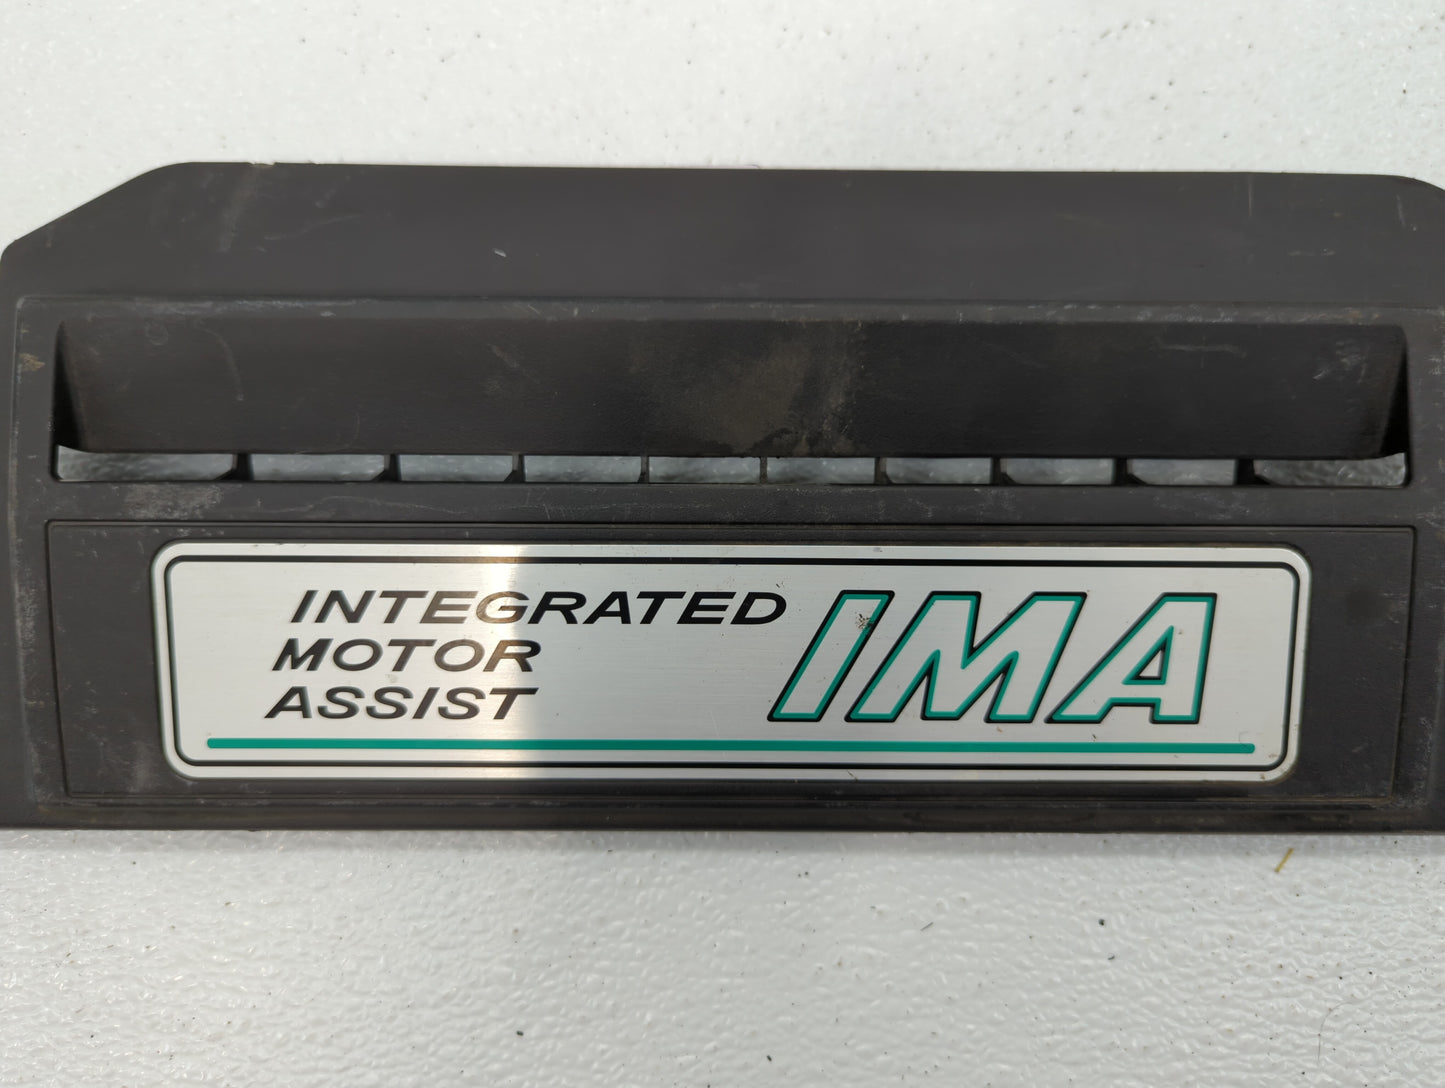 INTEGRATED
MOTOR
ASSIST
IMA